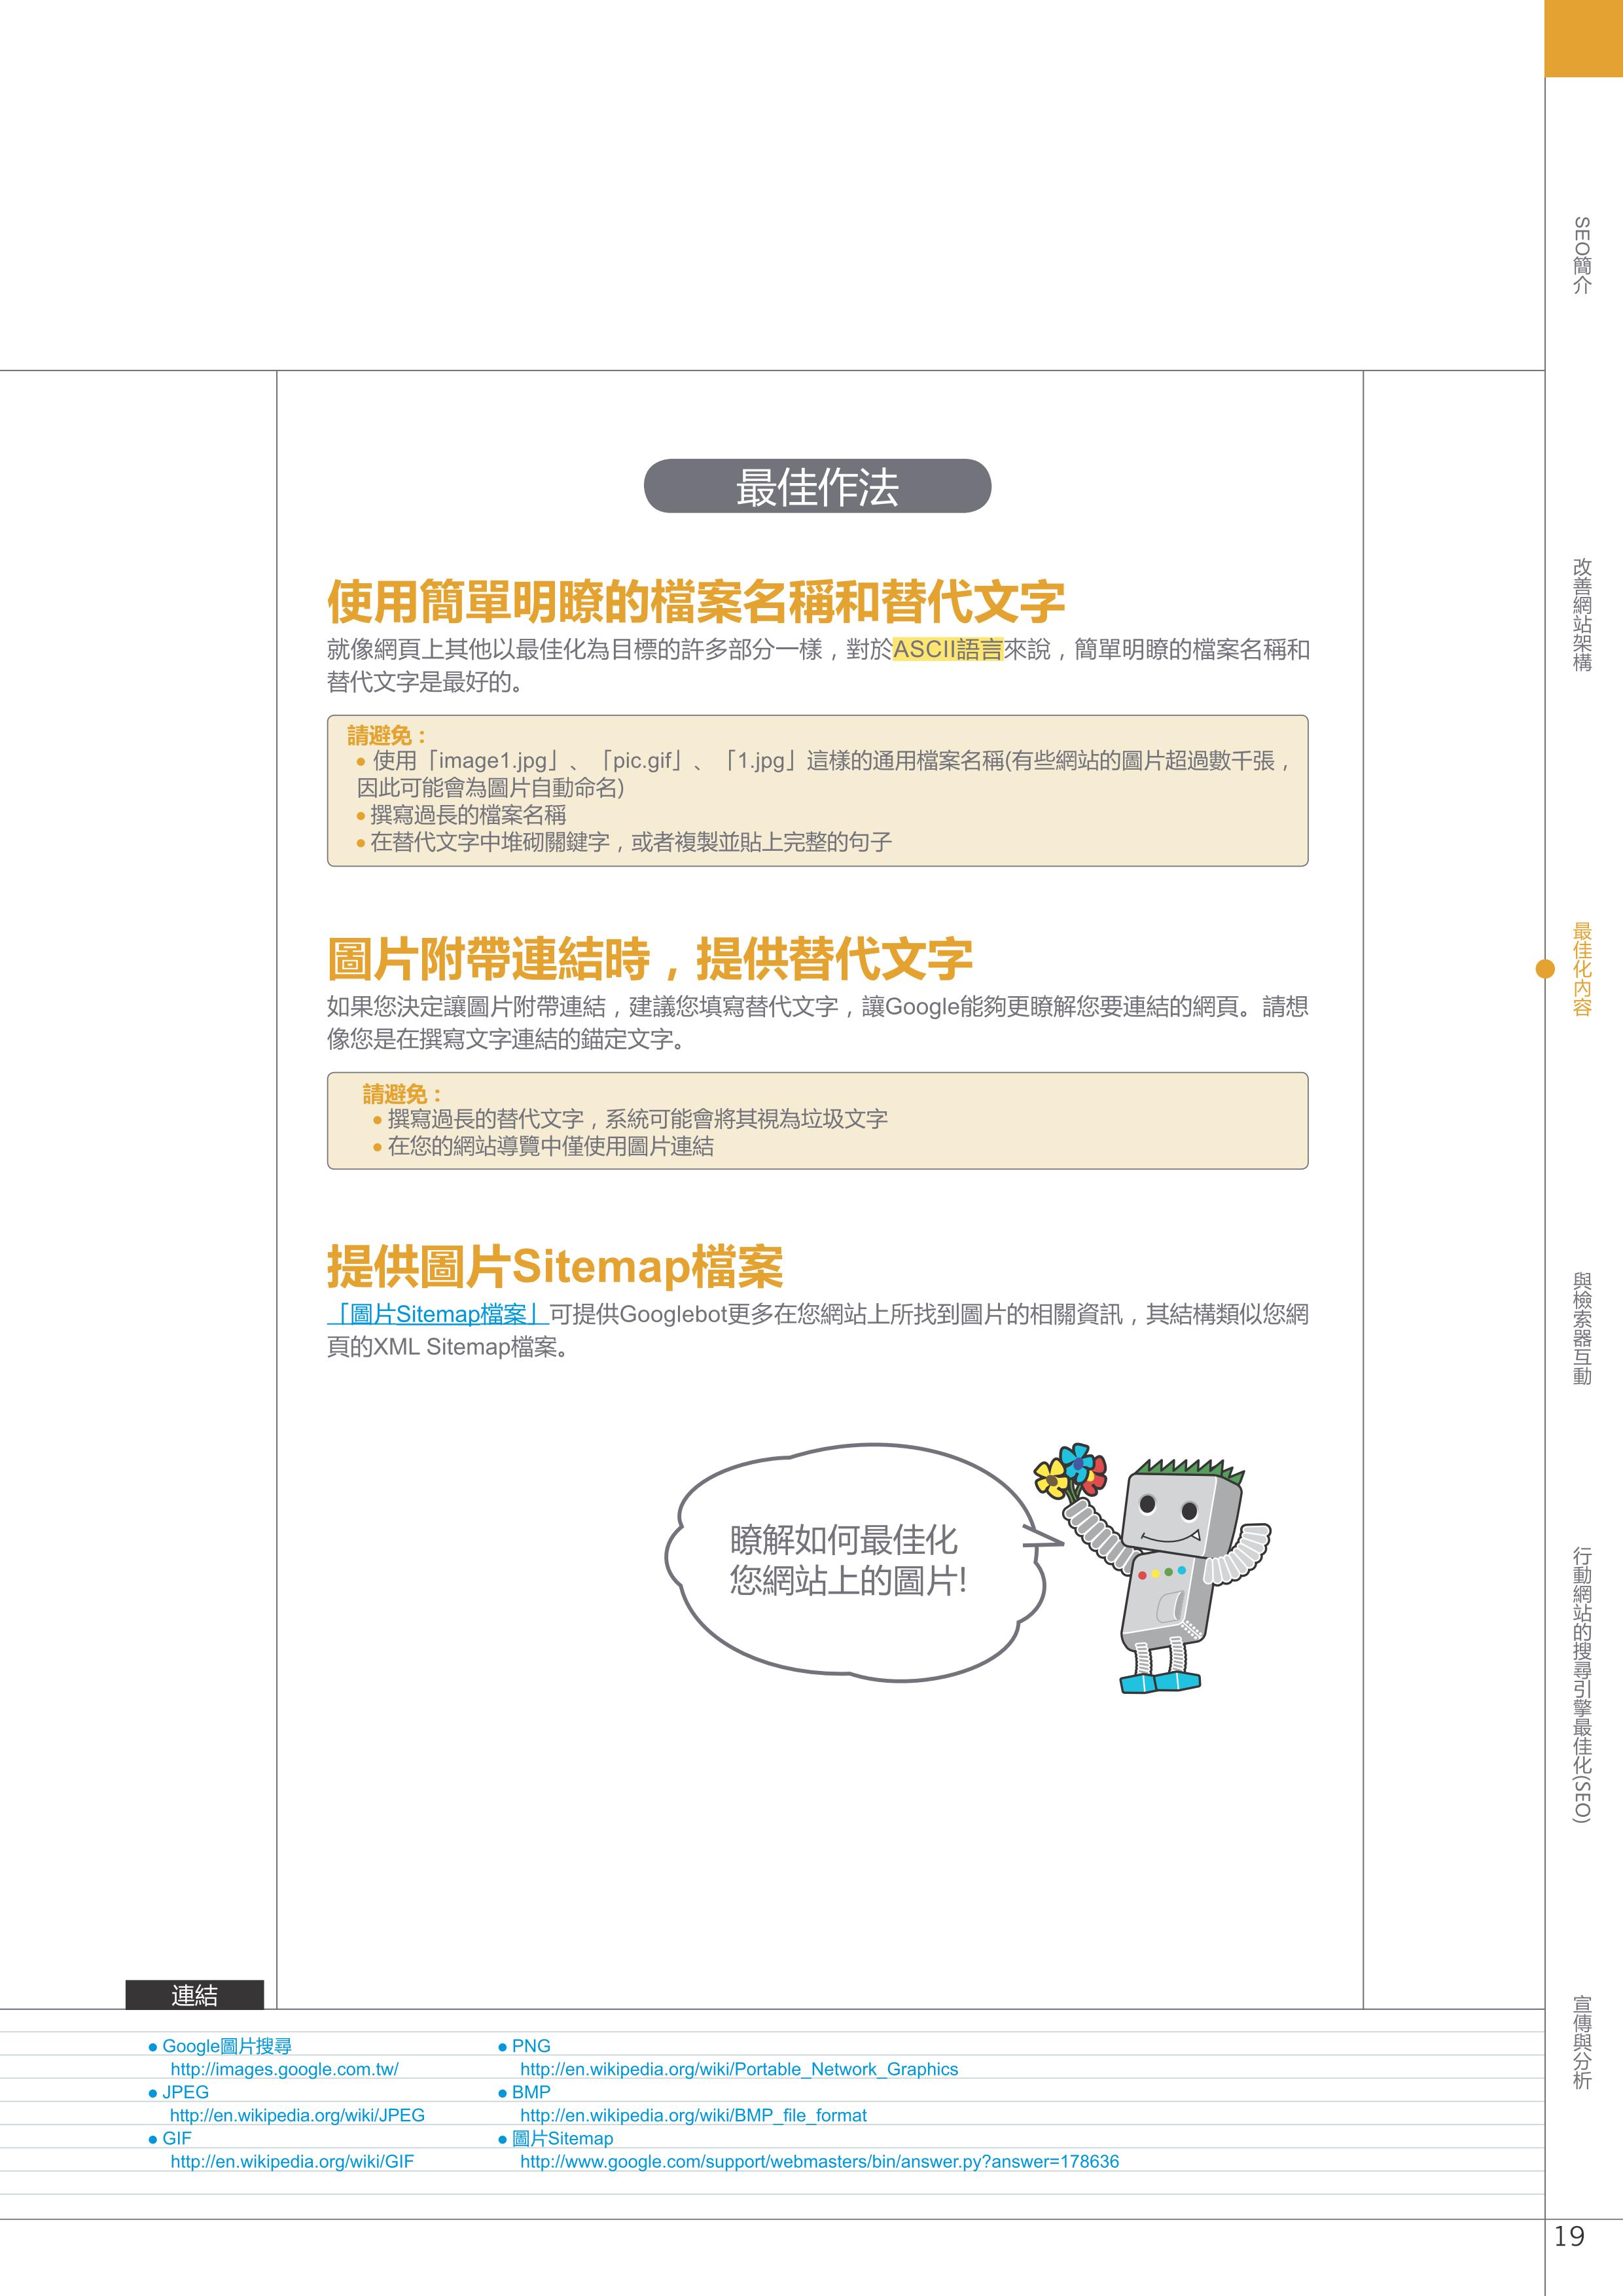 最佳作法
使用簡單明瞭的檔案名稱和替代文字
就像網頁上其他以最佳化為目標的許多部分一樣，對於ASCII語言來說，簡單明瞭的檔案名稱和
替代文字是最好的。
請避免：
● 使用「image1.jpg」、「pic.gif」、「1.jpg」這樣的通用檔案名稱(有些網站的圖片超過數千張，
因此可能會為圖片自動命名)
● 撰寫過長的檔案名稱
● 在替代文字中堆砌關鍵字，或者複製並貼上完整的句子
圖片附帶連結時，提供替代文字
如果您決定讓圖片附帶連結，建議您填寫替代文字，讓Google能夠更瞭解您要連結的網頁。請想
像您是在撰寫文字連結的錨定文字。
請避免：
● 撰寫過長的替代文字，系統可能會將其視為垃圾文字
● 在您的網站導覽中僅使用圖片連結
提供圖片Sitemap檔案
「圖片Sitemap檔案」可提供Googlebot更多在您網站上所找到圖片的相關資訊，其結構類似您網
頁的XML Sitemap檔案。
瞭解如何最佳化
您網站上的圖片!
連結
● Google圖片搜尋
http://images.google.com.tw/
● JPEG
http://en.wikipedia.org/wiki/JPEG
● GIF
http://en.wikipedia.org/wiki/GIF
● PNG
http://en.wikipedia.org/wiki/Portable_Network_Graphics
● BMP
http://en.wikipedia.org/wiki/BMP_file_format
● 圖片Sitemap
http://www.google.com/support/webmasters/bin/answer.py?answer=178636
SEO簡介
改善網站架構
最佳化內容
與檢索器互動
行動網站的搜尋引擎最佳化(SEO)
宣傳與分析
19